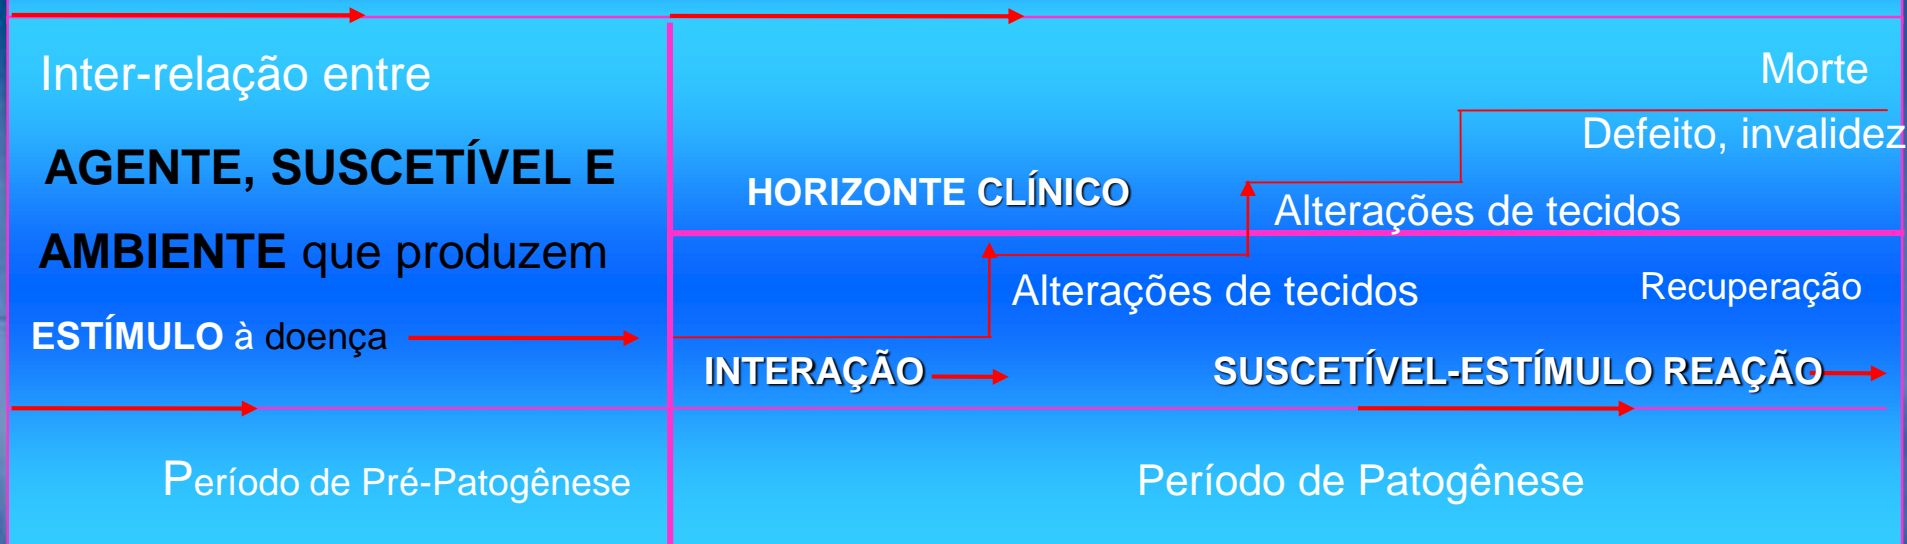 Inter-relação entre
AGENTE, SUSCETÍVEL E
AMBIENTE que produzem
ESTÍMULO à doença
Morte
Defeito, invalidez
HORIZONTE CLÍNICO
Alterações de tecidos
Alterações de tecidos
Recuperação
INTERAÇÃO
SUSCETÍVEL-ESTÍMULO REAÇÃO
Período de Pré-Patogênese
Período de Patogênese